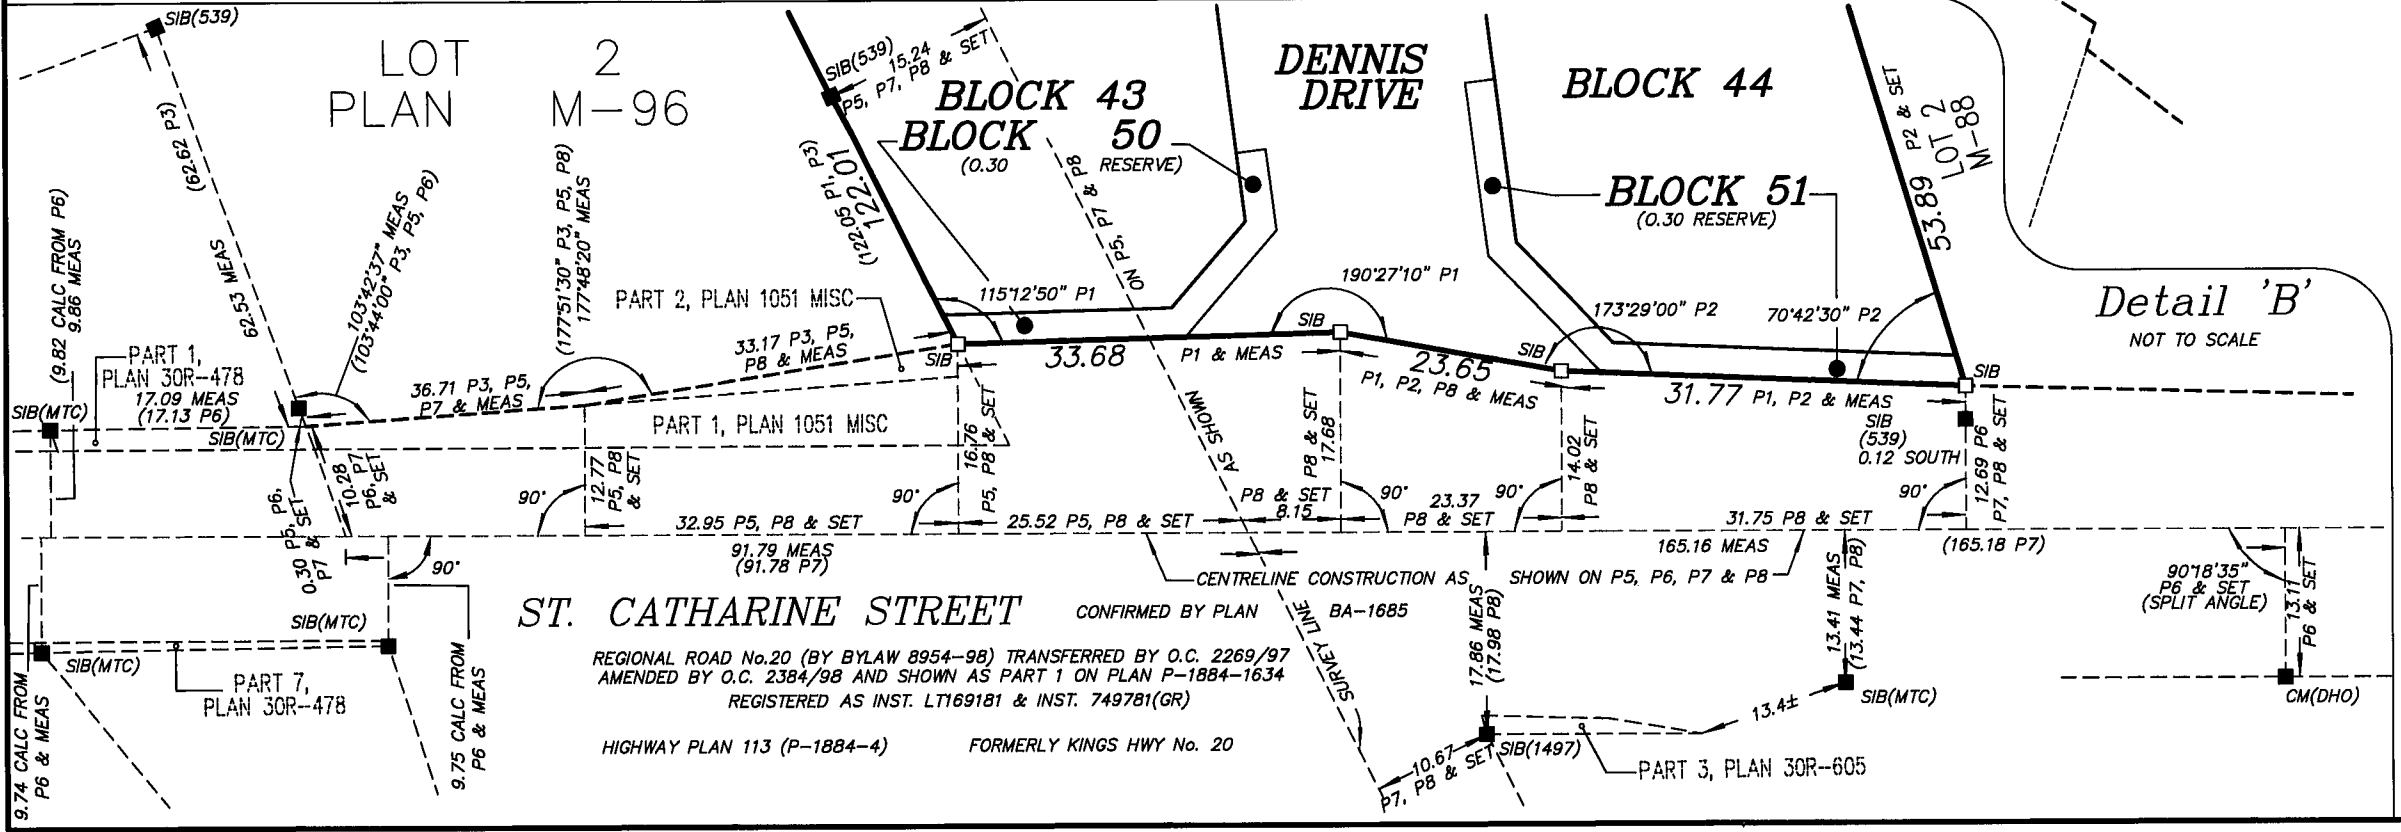 SIB(539)
LOT 2
PLAN M-96
(62.62 P3)
62.53 MEAS
103°42'37" MEAS
(103°44'00" P3, P5, P6)
(9.82 CALC FROM P6)
9.86 MEAS
PART 1,
PLAN 30R-478
17.09 MEAS
(17.13 P6)
SIB(MTC)
SIB(MTC)
36.71 P3, P5,
P7 & MEAS
(177°51'30" P3, P5, P8)
177°48'20" MEAS
PART 2, PLAN 1051 MISC
33.17 P3, P5,
P8 & MEAS
PART 1, PLAN 1051 MISC
SIB(539)
15.24
P5, P7, P8 & SET
(122.05 P1, P3)
122.01
BLOCK 43
BLOCK 50
(0.30 RESERVE)
ON P5, P7 & P8
AS SHOWN
SURVEY LINE
DENNIS
DRIVE
BLOCK 44
BLOCK 51
(0.30 RESERVE)
53.89 P2 & SET
LOT 2
M-88
Detail 'B'
NOT TO SCALE
115°12'50" P1
190°27'10" P1
173°29'00" P2
70°42'30" P2
SIB
SIB
SIB
SIB
33.68 P1 & MEAS
23.65
P1, P2, P8 & MEAS
31.77 P1, P2 & MEAS
SIB
(539)
0.12 SOUTH
10.28
P6, P7
& SET
0.30 P5, P6,
P7 & SET
12.77
P5, P8
& SET
16.76
P5, P8 & SET
P8 & SET
17.68
14.02
P8 & SET
12.69 P6
P7, P8 & SET
90°
90°
90°
90°
90°
90°
32.95 P5, P8 & SET
25.52 P5, P8 & SET
P8 & SET
8.15
23.37
P8 & SET
31.75 P8 & SET
91.79 MEAS
(91.78 P7)
165.16 MEAS
(165.18 P7)
CENTRELINE CONSTRUCTION AS SHOWN ON P5, P6, P7 & P8
CONFIRMED BY PLAN BA-1685
ST. CATHARINE STREET
REGIONAL ROAD No.20 (BY BYLAW 8954-98) TRANSFERRED BY O.C. 2269/97
AMENDED BY O.C. 2384/98 AND SHOWN AS PART 1 ON PLAN P-1884-1634
REGISTERED AS INST. LT169181 & INST. 749781(GR)
HIGHWAY PLAN 113 (P-1884-4) FORMERLY KINGS HWY No. 20
SIB(MTC)
SIB(MTC)
PART 7,
PLAN 30R-478
9.74 CALC FROM
P6 & MEAS
9.75 CALC FROM
P6 & MEAS
17.86 MEAS
(17.98 P8)
13.41 MEAS
(13.44 P7, P8)
10.67
P7, P8 & SET
SIB(1497)
13.4±
SIB(MTC)
PART 3, PLAN 30R-605
90°18'35"
P6 & SET
(SPLIT ANGLE)
13.11
P6 & SET
CM(DHO)